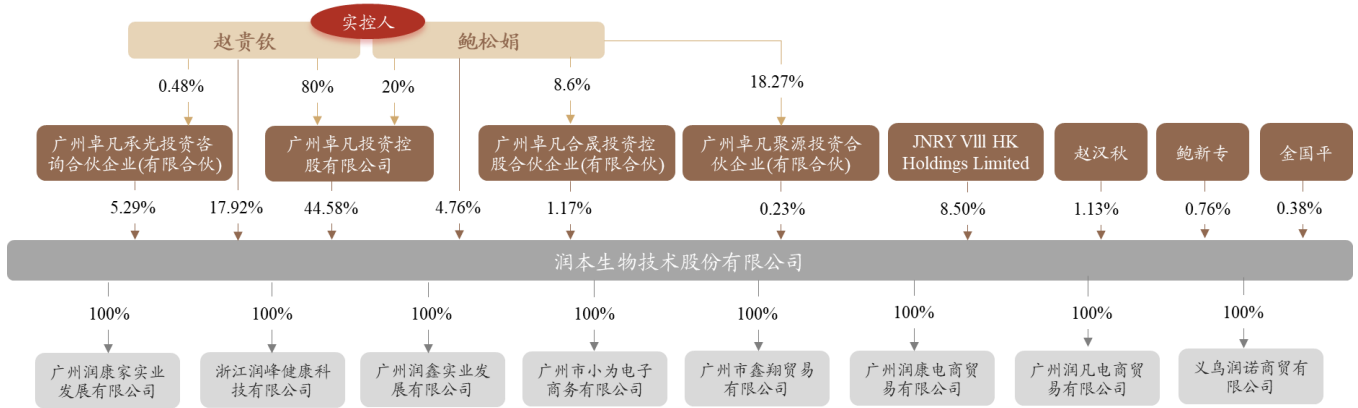 实控人
赵贵钦
鲍松娟
0.48%
80%
20%
8.6%
18.27%
广州卓凡承光投资咨
询合伙企业(有限合伙)
广州卓凡投资控
股有限公司
广州卓凡合晟投资控
股合伙企业(有限合伙)
广州卓凡聚源投资合
伙企业(有限合伙)
JNRY Vlll HK
Holdings Limited
赵汉秋
鲍新专
金国平
5.29%
17.92%
44.58%
4.76%
1.17%
0.23%
8.50%
1.13%
0.76%
0.38%
润本生物技术股份有限公司
100%
100%
100%
100%
100%
100%
100%
100%
广州润康家实业
发展有限公司
浙江润峰健康科
技有限公司
广州润鑫实业发
展有限公司
广州市小为电子
商务有限公司
广州市鑫翔贸易
有限公司
广州润康电商贸
易有限公司
广州润凡电商贸
易有限公司
义乌润诺商贸有
限公司